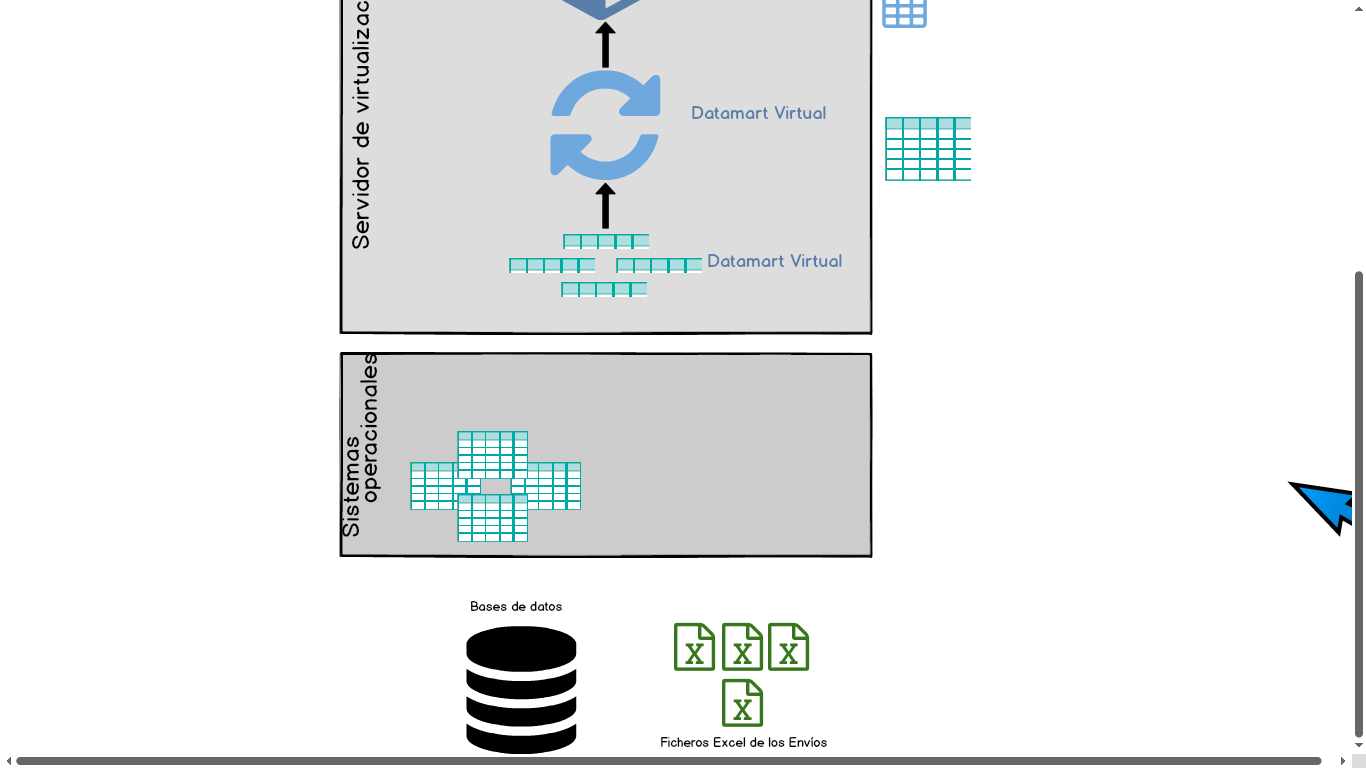 Servidor de virtualizac
Datamart Virtual
Datamart Virtual
Sistemas
operacionales
Bases de datos
X
X
X
X
Ficheros Excel de los Envíos